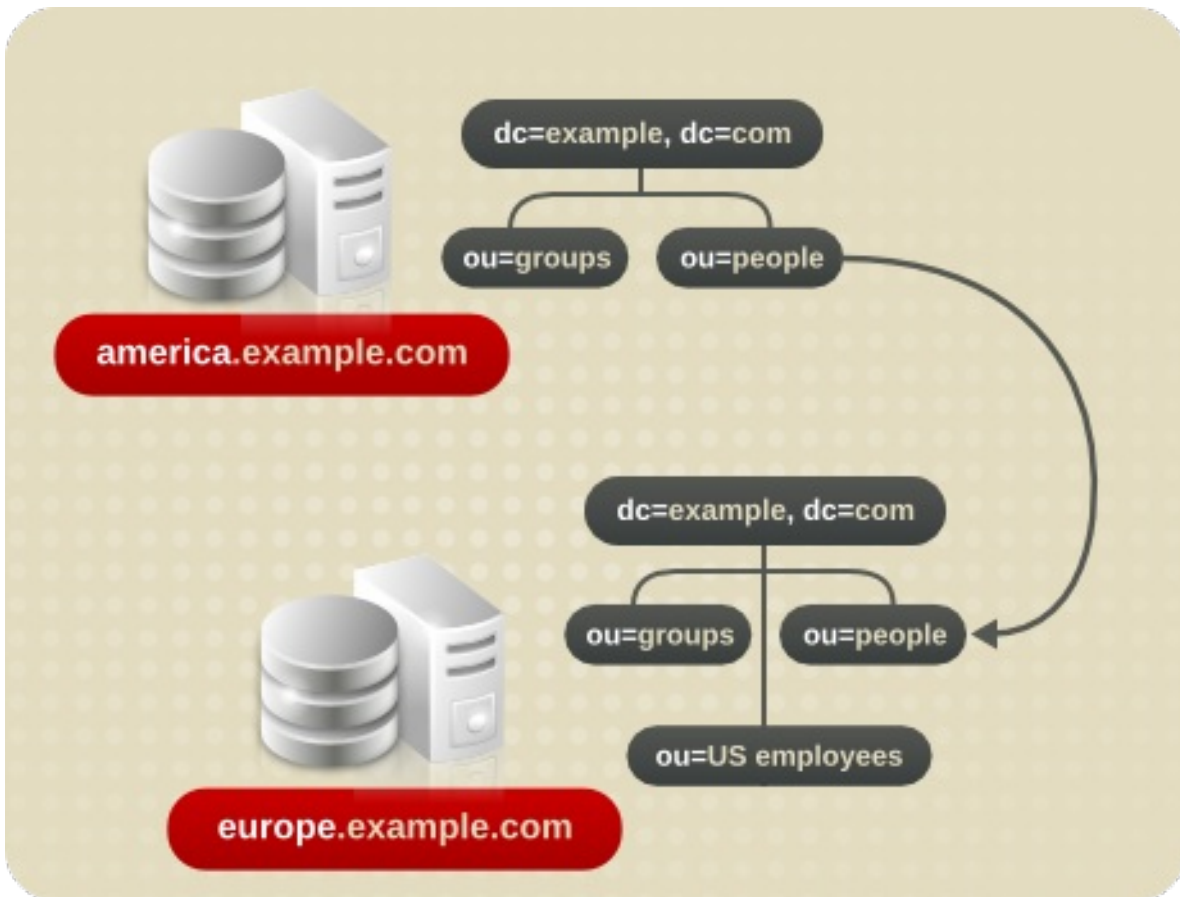 dc=example, dc=com
ou=groups
ou=people
america.example.com
dc=example, dc=com
ou=groups
ou=people
ou=US employees
europe.example.com